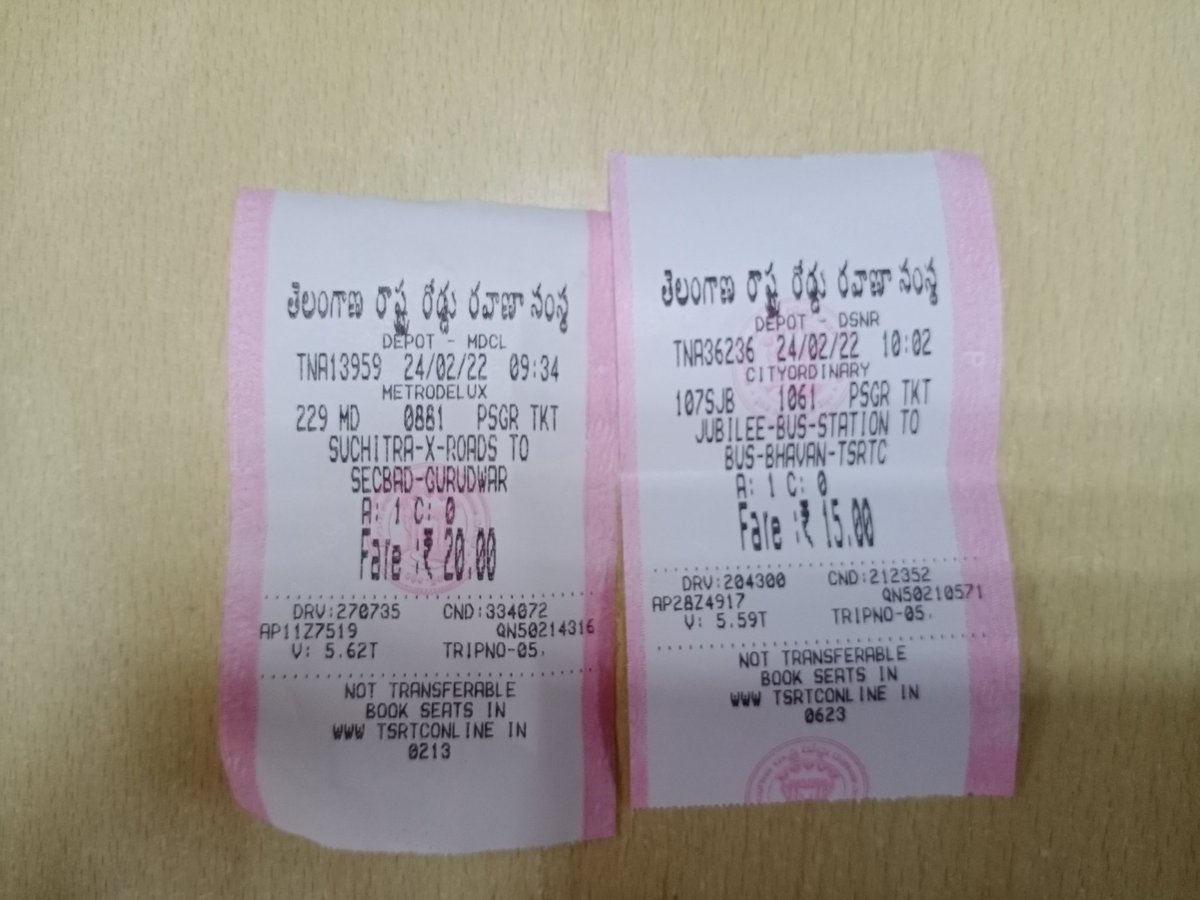 తెలంగాణ రాష్ట్ర రోడ్డు రవాణా సంస్థ
DEPOT - MDCL
TNA13959 24/02/22 09:34
METRODELUX
229 MD 0881 PSGR TKT
SUCHITRA-X-ROADS TO
SECBAD-GURUDWAR
A: 1 C: 0
Fare :₹ 20.00
DRV:270735 CND:334072
AP11Z7519 QN50214316
V: 5.62T TRIPNO-05.
NOT TRANSFERABLE
BOOK SEATS IN
WWW TSRTCONLINE IN
0213
తెలంగాణ రాష్ట్ర రోడ్డు రవాణా సంస్థ
DEPOT - DSNR
TNA36236 24/02/22 10:02
CITYORDINARY
107SJB 1061 PSGR TKT
JUBILEE-BUS-STATION TO
BUS-BHAVAN-TSRTC
A: 1 C: 0
Fare :₹ 15.00
DRV:204300 CND:212352
AP28Z4917 QN50210571
V: 5.59T TRIPNO-05.
NOT TRANSFERABLE
BOOK SEATS IN
WWW TSRTCONLINE IN
0623